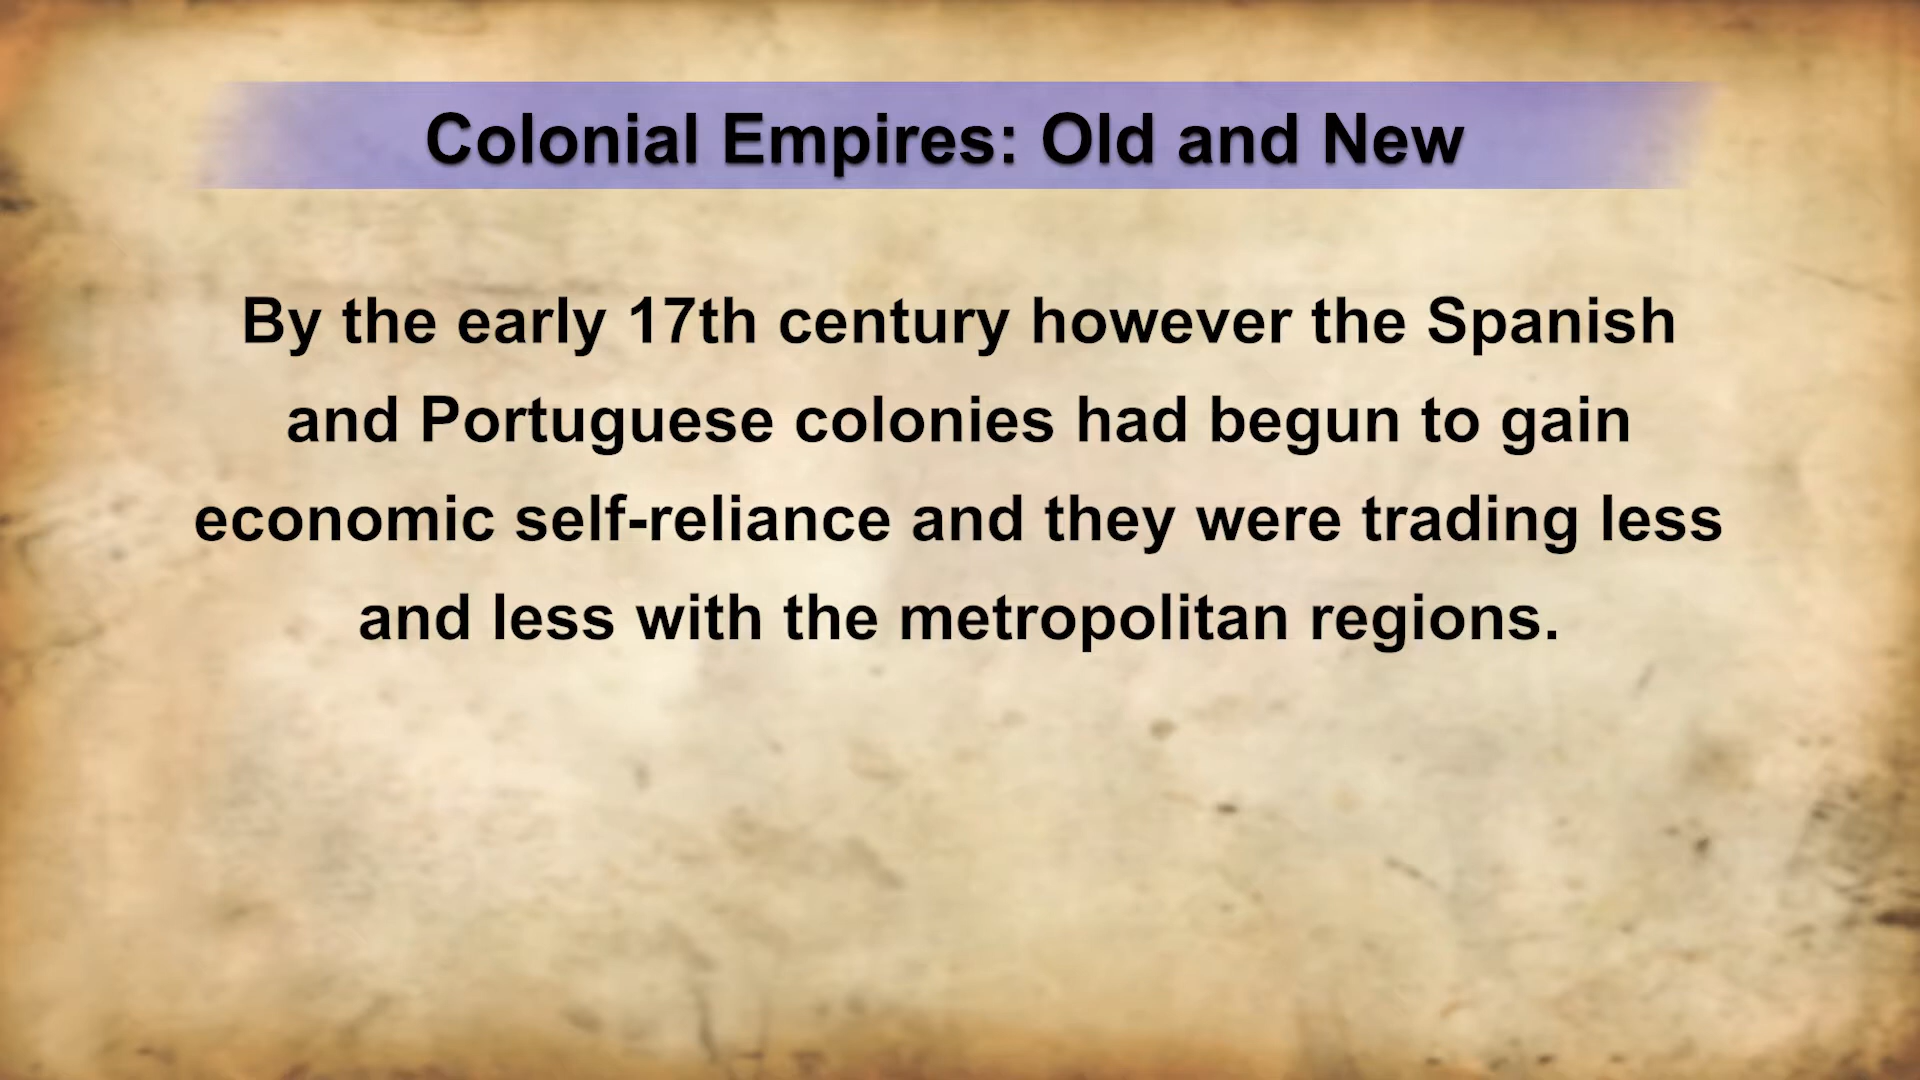 Colonial Empires: Old and New
By the early 17th century however the Spanish
and Portuguese colonies had begun to gain
economic self-reliance and they were trading less
and less with the metropolitan regions.